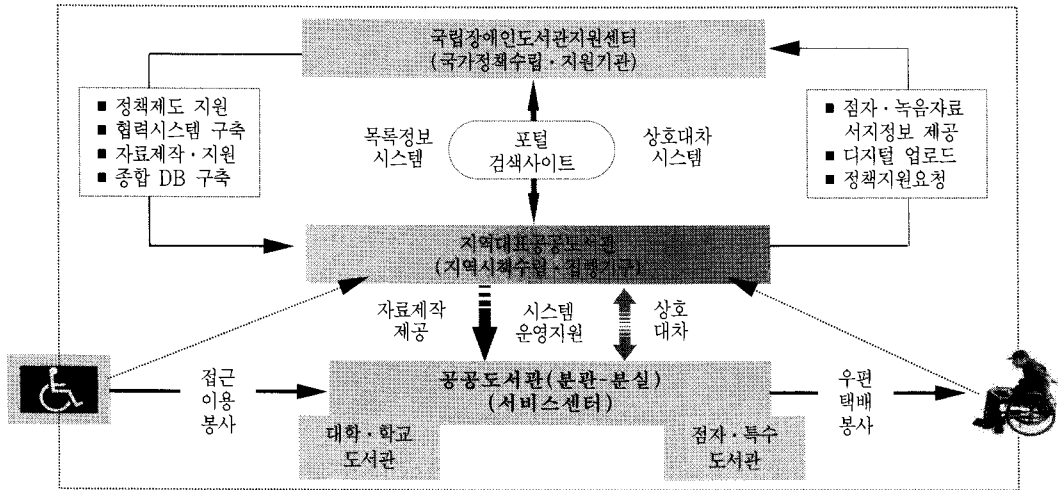 국립장애인도서관지원센터
(국가정책수립·지원기관)
■ 정책제도 지원
■ 협력시스템 구축
■ 자료제작·지원
■ 종합 DB 구축
목록정보
시스템
포털
검색사이트
상호대차
시스템
■ 점자·녹음자료
서지정보 제공
■ 디지털 업로드
■ 정책지원요청
지역대표공공도서관
(지역시책수립·집행기구)
자료제작
제공
시스템
운영지원
상호
대차
접근
이용
봉사
공공도서관(분관-분실)
(서비스센터)
우편
택배
봉사
대학·학교
도서관
점자·특수
도서관